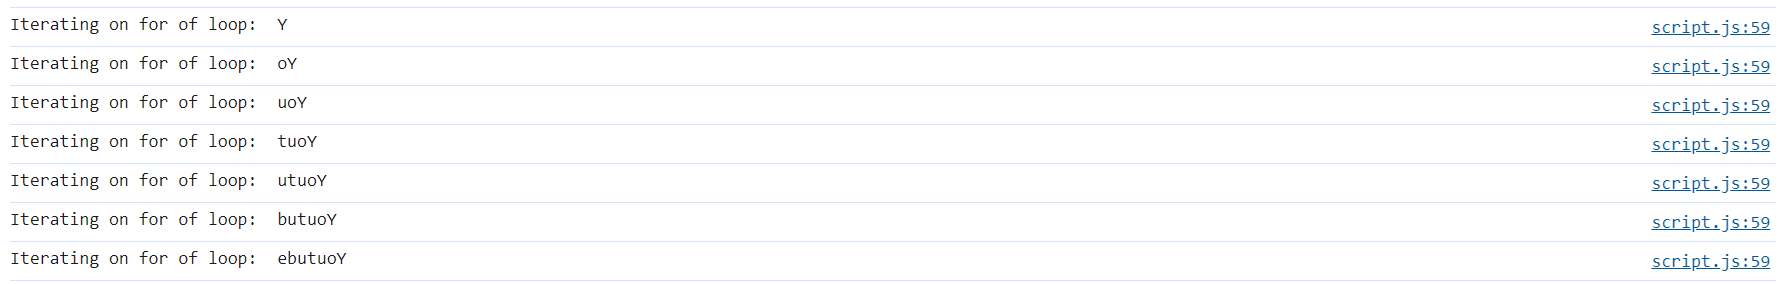 Iterating on for of loop:  Y script.js:59
Iterating on for of loop:  oY script.js:59
Iterating on for of loop:  uoY script.js:59
Iterating on for of loop:  tuoY script.js:59
Iterating on for of loop:  utuoY script.js:59
Iterating on for of loop:  butuoY script.js:59
Iterating on for of loop:  ebutuoY script.js:59